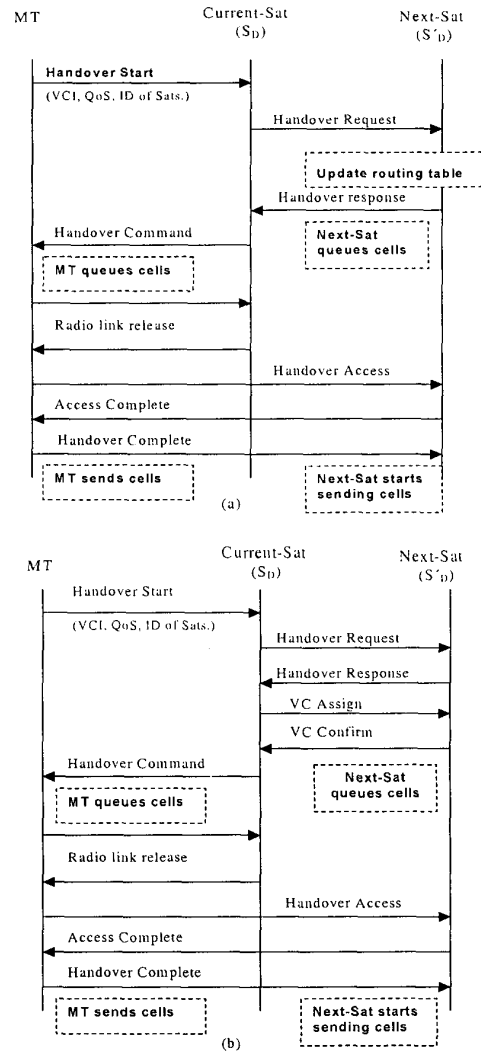 MT
Current-Sat
(SD)
Next-Sat
(S´D)
Handover Start
(VCI, QoS, ID of Sats.)
Handover Request
Update routing table
Handover response
Handover Command
Next-Sat
queues cells
MT queues cells
Radio link release
Handover Access
Access Complete
Handover Complete
MT sends cells
Next-Sat starts
sending cells
(a)
MT
Current-Sat
(SD)
Next-Sat
(S´D)
Handover Start
(VCI, QoS, ID of Sats.)
Handover Request
Handover Response
VC Assign
VC Confirm
Handover Command
Next-Sat
queues cells
MT queues cells
Radio link release
Handover Access
Access Complete
Handover Complete
MT sends cells
Next-Sat starts
sending cells
(b)